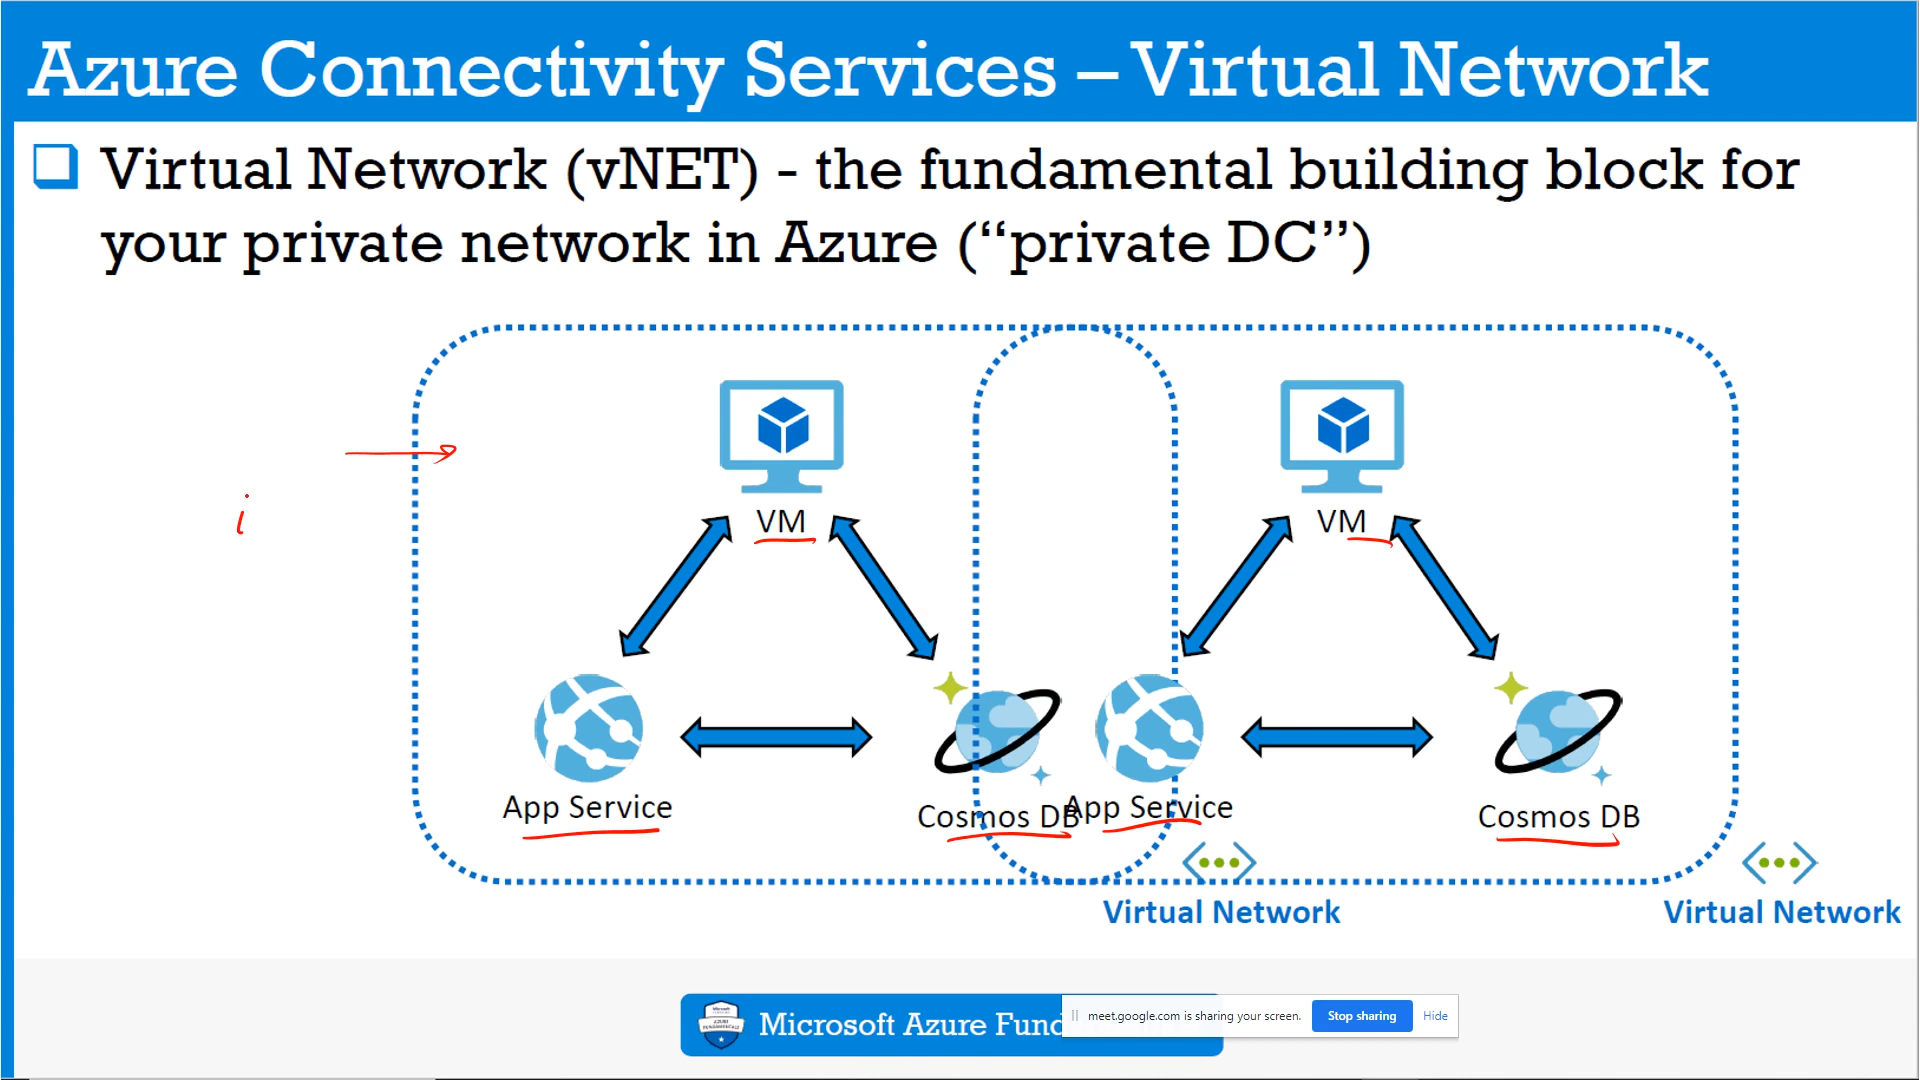 Azure Connectivity Services – Virtual Network
Virtual Network (vNET) - the fundamental building block for
your private network in Azure (“private DC”)
VM
VM
i
App Service
Cosmos DB
App Service
Cosmos DB
Virtual Network
Virtual Network
Microsoft Azure Fund
meet.google.com is sharing your screen.
Stop sharing
Hide